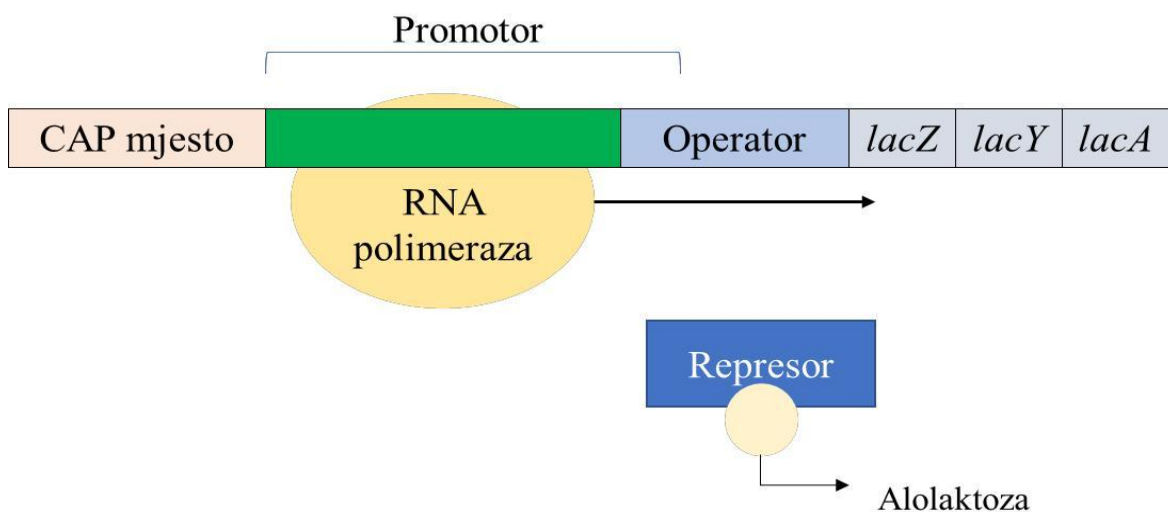 Promotor
CAP mjesto Operator lacZ lacY lacA
RNA
polimeraza
Represor
Alolaktoza